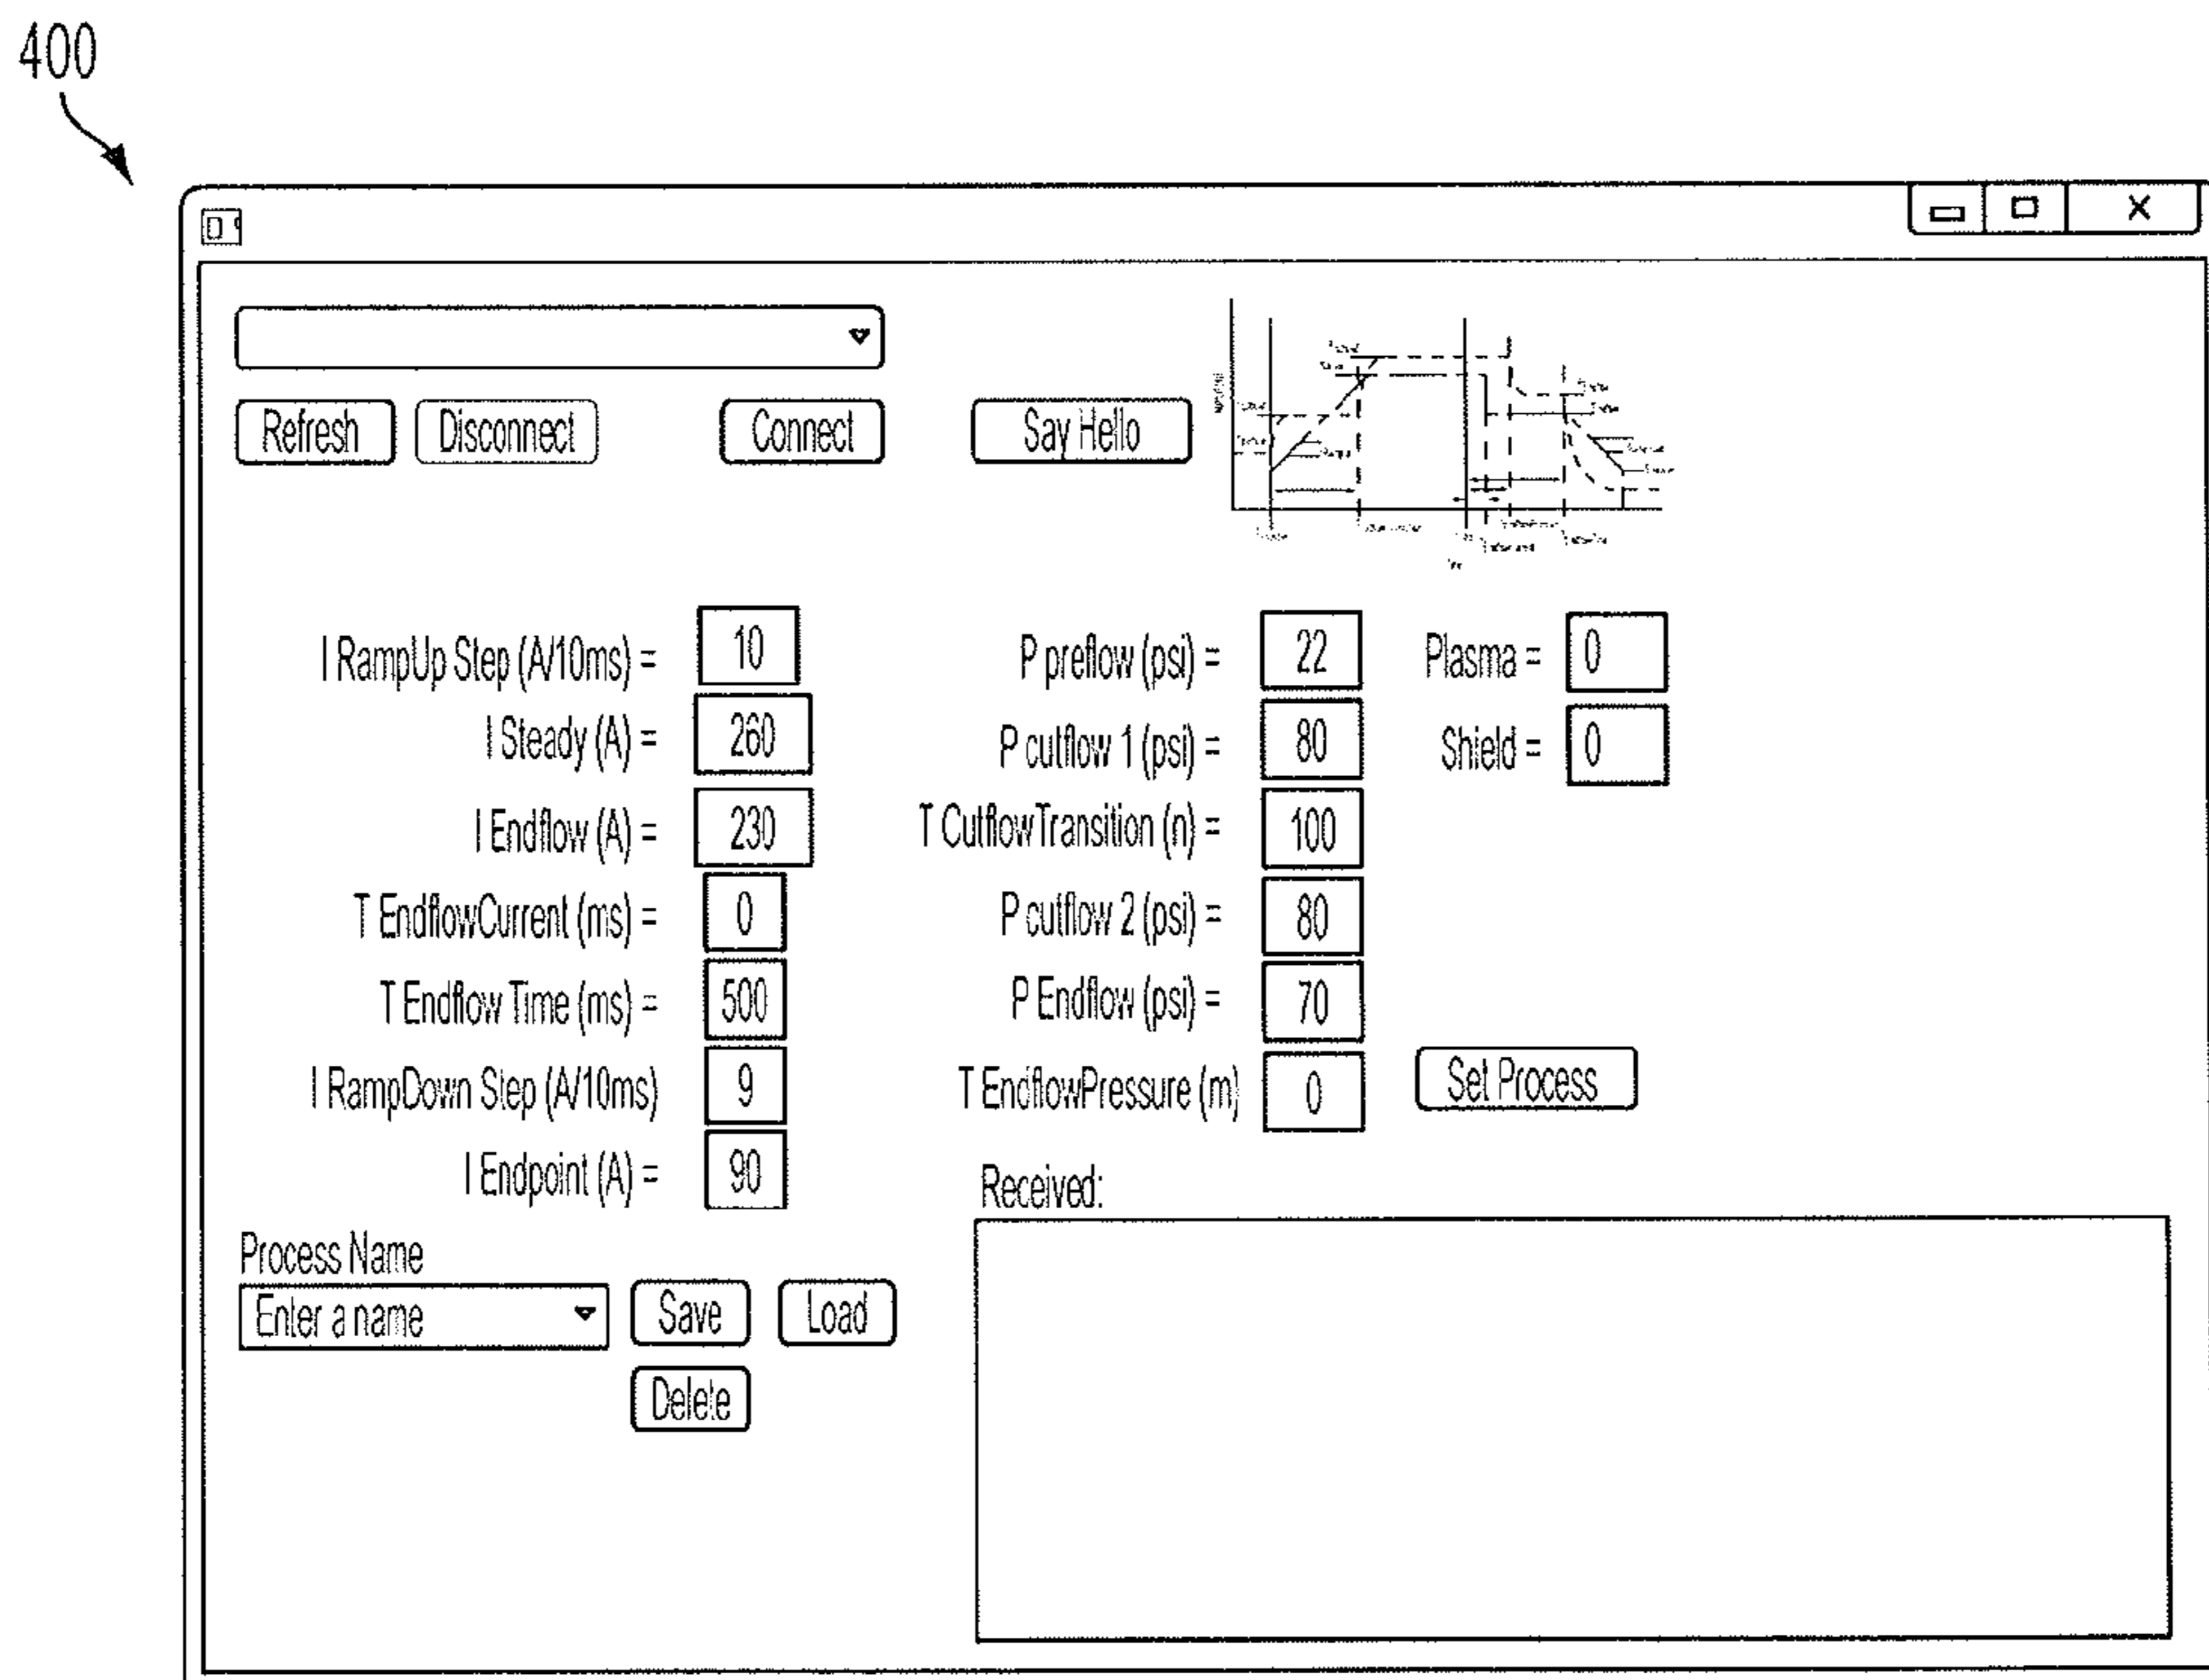 400
X
Refresh Disconnect Connect Say Hello
I RampUp Step (A/10ms) = 10 P preflow (psi) = 22 Plasma = 0
I Steady (A) = 260 P cutflow 1 (psi) = 80 Shield = 0
I Endflow (A) = 230 T CutflowTransition (n) = 100
T EndflowCurrent (ms) = 0 P cutflow 2 (psi) = 80
T Endflow Time (ms) = 500 P Endflow (psi) = 70
I RampDown Step (A/10ms) 9 T EndflowPressure (m) 0 Set Process
I Endpoint (A) = 90 Received:
Process Name
Enter a name Save Load
Delete